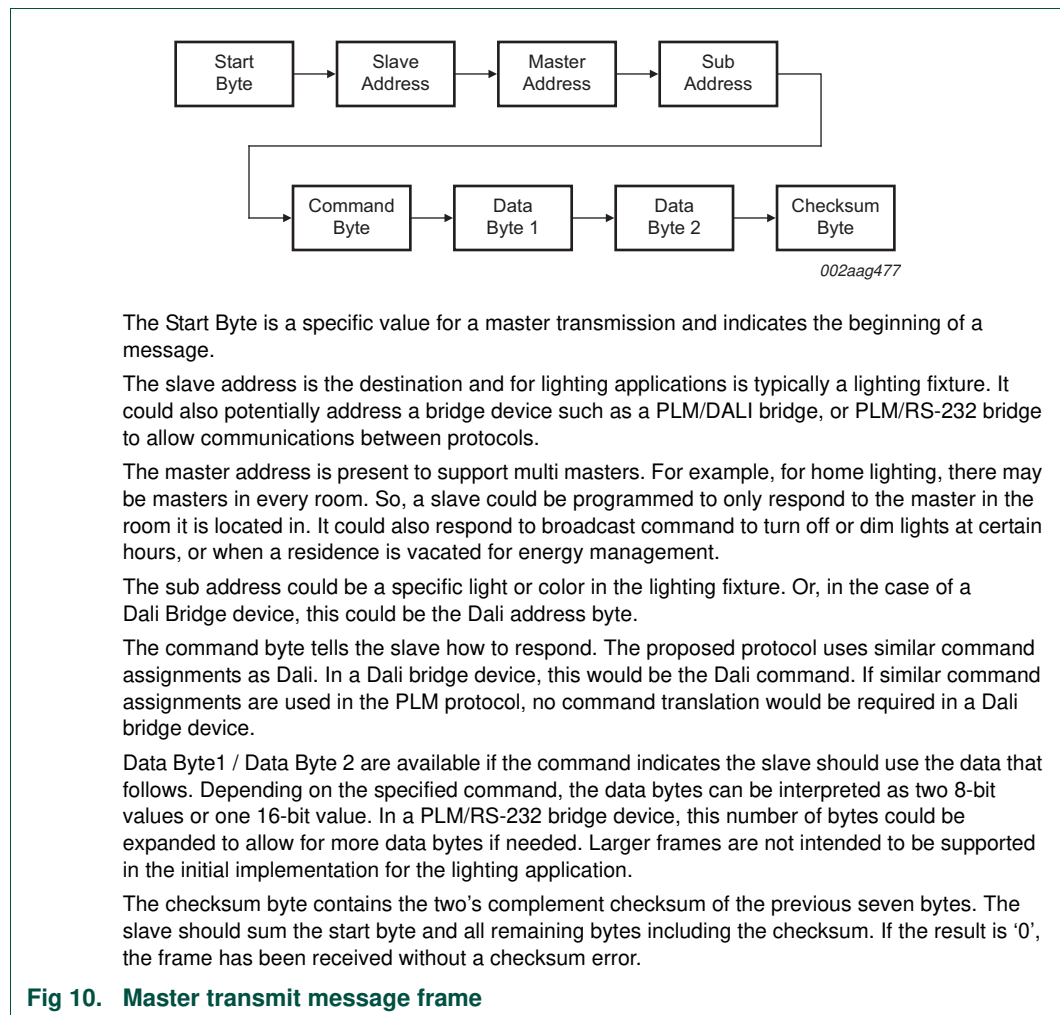 Start
Byte
Slave
Address
Master
Address
Sub
Address
Command
Byte
Data
Byte 1
Data
Byte 2
Checksum
Byte
002aag477
The Start Byte is a specific value for a master transmission and indicates the beginning of a
message.
The slave address is the destination and for lighting applications is typically a lighting fixture. It
could also potentially address a bridge device such as a PLM/DALI bridge, or PLM/RS-232 bridge
to allow communications between protocols.
The master address is present to support multi masters. For example, for home lighting, there may
be masters in every room. So, a slave could be programmed to only respond to the master in the
room it is located in. It could also respond to broadcast command to turn off or dim lights at certain
hours, or when a residence is vacated for energy management.
The sub address could be a specific light or color in the lighting fixture. Or, in the case of a
Dali Bridge device, this could be the Dali address byte.
The command byte tells the slave how to respond. The proposed protocol uses similar command
assignments as Dali. In a Dali bridge device, this would be the Dali command. If similar command
assignments are used in the PLM protocol, no command translation would be required in a Dali
bridge device.
Data Byte1 / Data Byte 2 are available if the command indicates the slave should use the data that
follows. Depending on the specified command, the data bytes can be interpreted as two 8-bit
values or one 16-bit value. In a PLM/RS-232 bridge device, this number of bytes could be
expanded to allow for more data bytes if needed. Larger frames are not intended to be supported
in the initial implementation for the lighting application.
The checksum byte contains the two’s complement checksum of the previous seven bytes. The
slave should sum the start byte and all remaining bytes including the checksum. If the result is ‘0’,
the frame has been received without a checksum error.
Fig 10. Master transmit message frame